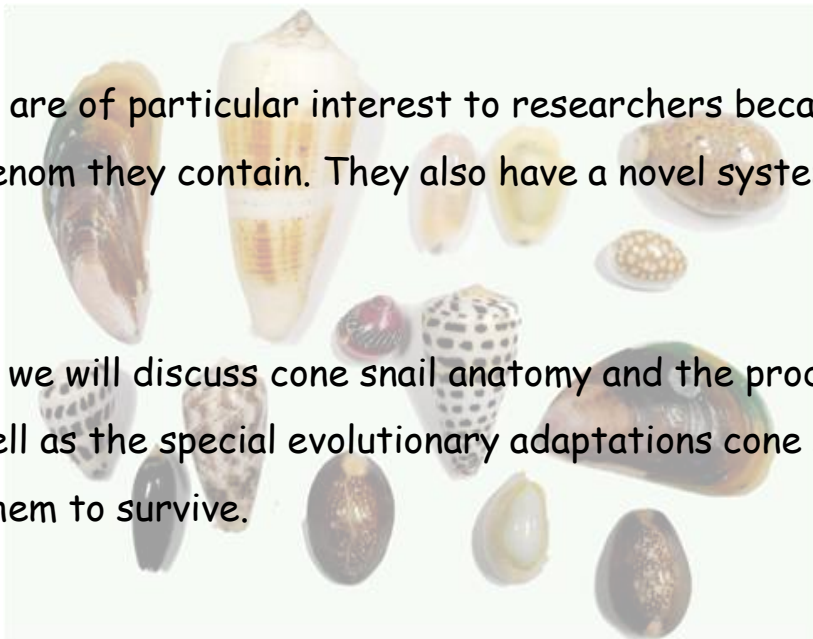 are of particular interest to researchers beca
enom they contain. They also have a novel syste
we will discuss cone snail anatomy and the proc
ell as the special evolutionary adaptations cone
hem to survive.